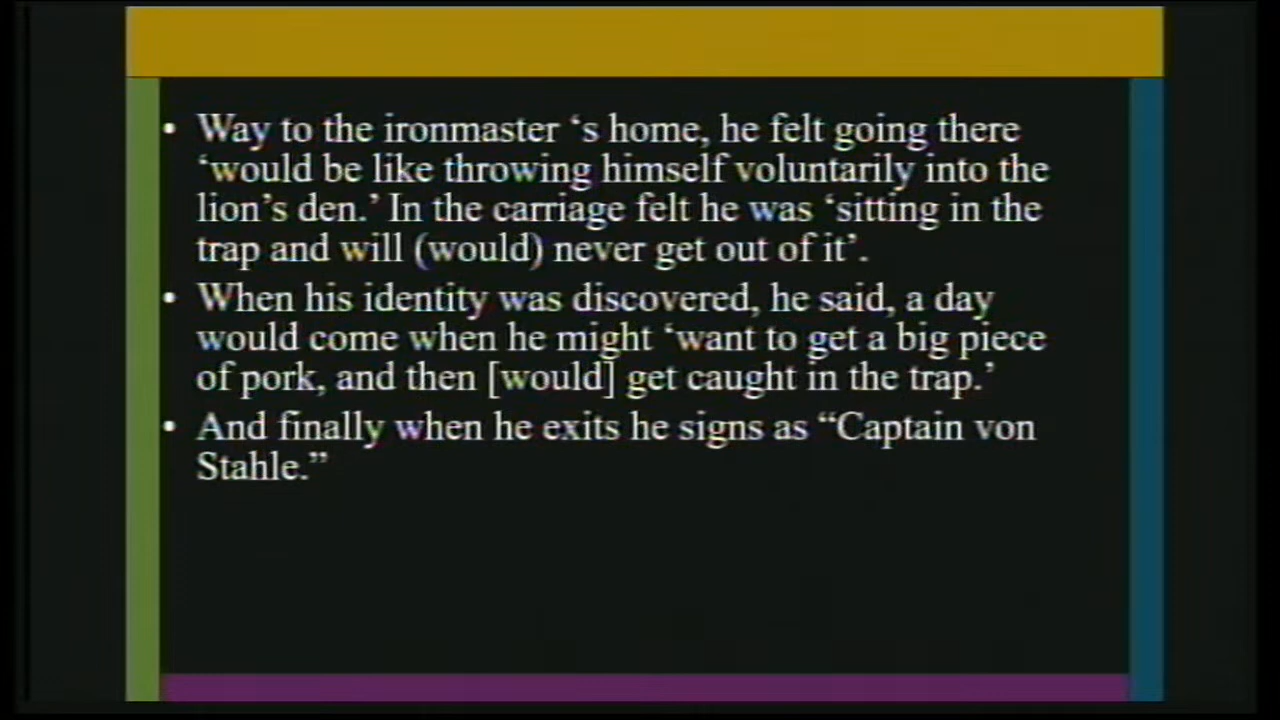 • Way to the ironmaster ‘s home, he felt going there
‘would be like throwing himself voluntarily into the
lion’s den.’ In the carriage felt he was ‘sitting in the
trap and will (would) never get out of it’.
• When his identity was discovered, he said, a day
would come when he might ‘want to get a big piece
of pork, and then [would] get caught in the trap.’
• And finally when he exits he signs as “Captain von
Stahle.”